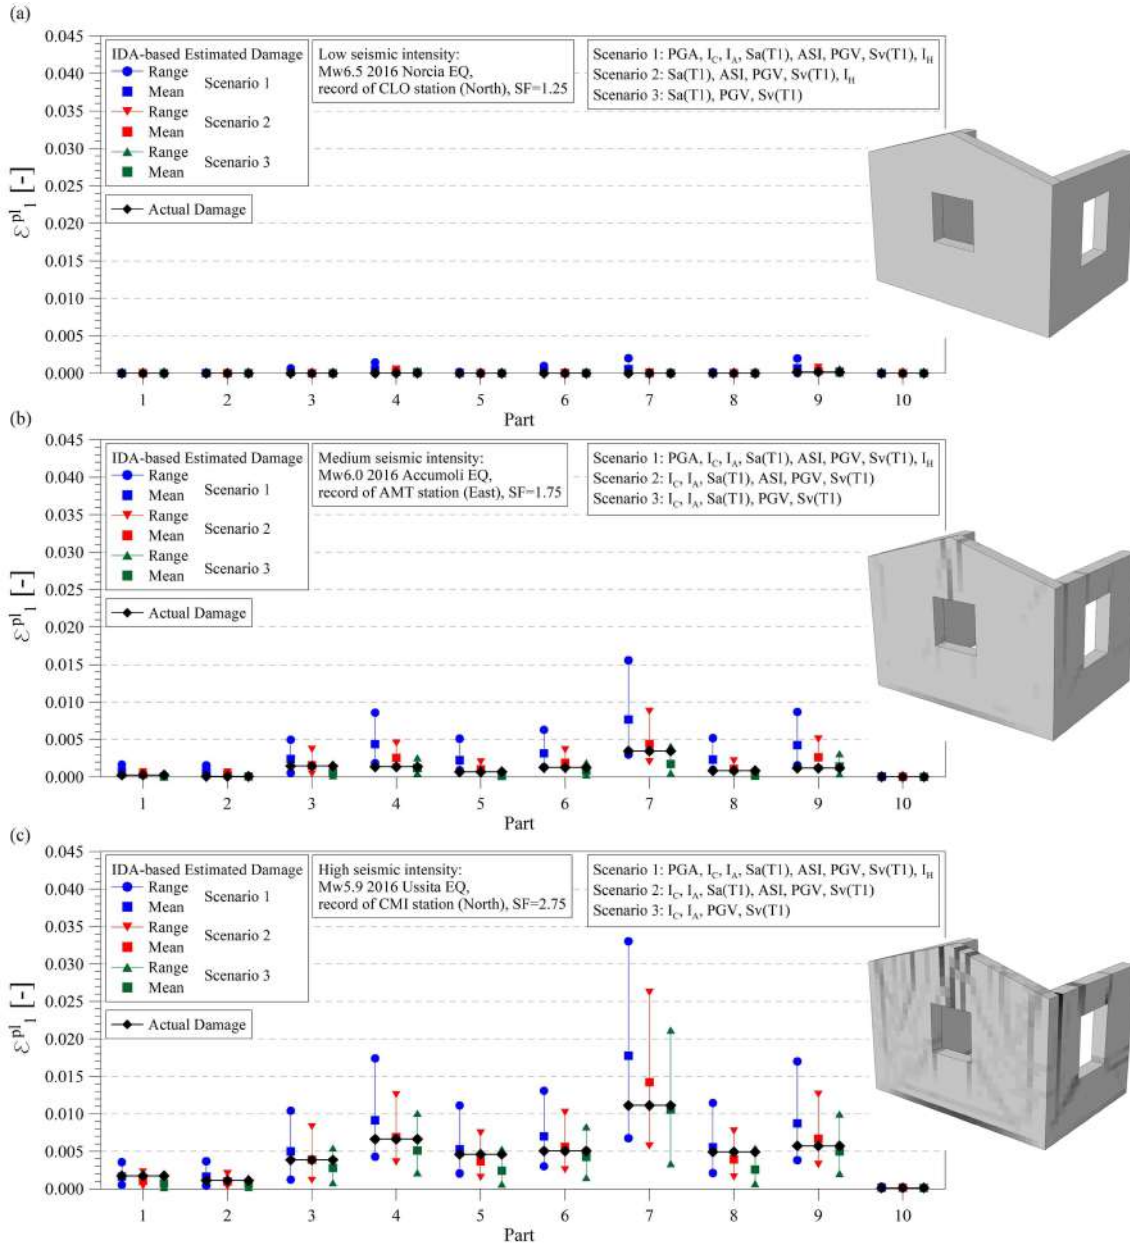 (a)
0.045
0.040
0.035
0.030
0.025
0.020
0.015
0.010
0.005
0.000
ε^pl_1 [-]
IDA-based Estimated Damage
Range
Mean
Scenario 1
Range
Mean
Scenario 2
Range
Mean
Scenario 3
Actual Damage
Low seismic intensity:
Mw6.5 2016 Norcia EQ,
record of CLO station (North), SF=1.25
Scenario 1: PGA, I_C, I_A, Sa(T1), ASI, PGV, Sv(T1), I_H
Scenario 2: Sa(T1), ASI, PGV, Sv(T1), I_H
Scenario 3: Sa(T1), PGV, Sv(T1)
1 2 3 4 5 6 7 8 9 10
Part
(b)
0.045
0.040
0.035
0.030
0.025
0.020
0.015
0.010
0.005
0.000
ε^pl_1 [-]
IDA-based Estimated Damage
Range
Mean
Scenario 1
Range
Mean
Scenario 2
Range
Mean
Scenario 3
Actual Damage
Medium seismic intensity:
Mw6.0 2016 Accumoli EQ,
record of AMT station (East), SF=1.75
Scenario 1: PGA, I_C, I_A, Sa(T1), ASI, PGV, Sv(T1), I_H
Scenario 2: I_C, I_A, Sa(T1), ASI, PGV, Sv(T1)
Scenario 3: I_C, I_A, Sa(T1), PGV, Sv(T1)
1 2 3 4 5 6 7 8 9 10
Part
(c)
0.045
0.040
0.035
0.030
0.025
0.020
0.015
0.010
0.005
0.000
ε^pl_1 [-]
IDA-based Estimated Damage
Range
Mean
Scenario 1
Range
Mean
Scenario 2
Range
Mean
Scenario 3
Actual Damage
High seismic intensity:
Mw5.9 2016 Ussita EQ,
record of CMI station (North), SF=2.75
Scenario 1: PGA, I_C, I_A, Sa(T1), ASI, PGV, Sv(T1), I_H
Scenario 2: I_C, I_A, Sa(T1), ASI, PGV, Sv(T1)
Scenario 3: I_C, I_A, PGV, Sv(T1)
1 2 3 4 5 6 7 8 9 10
Part